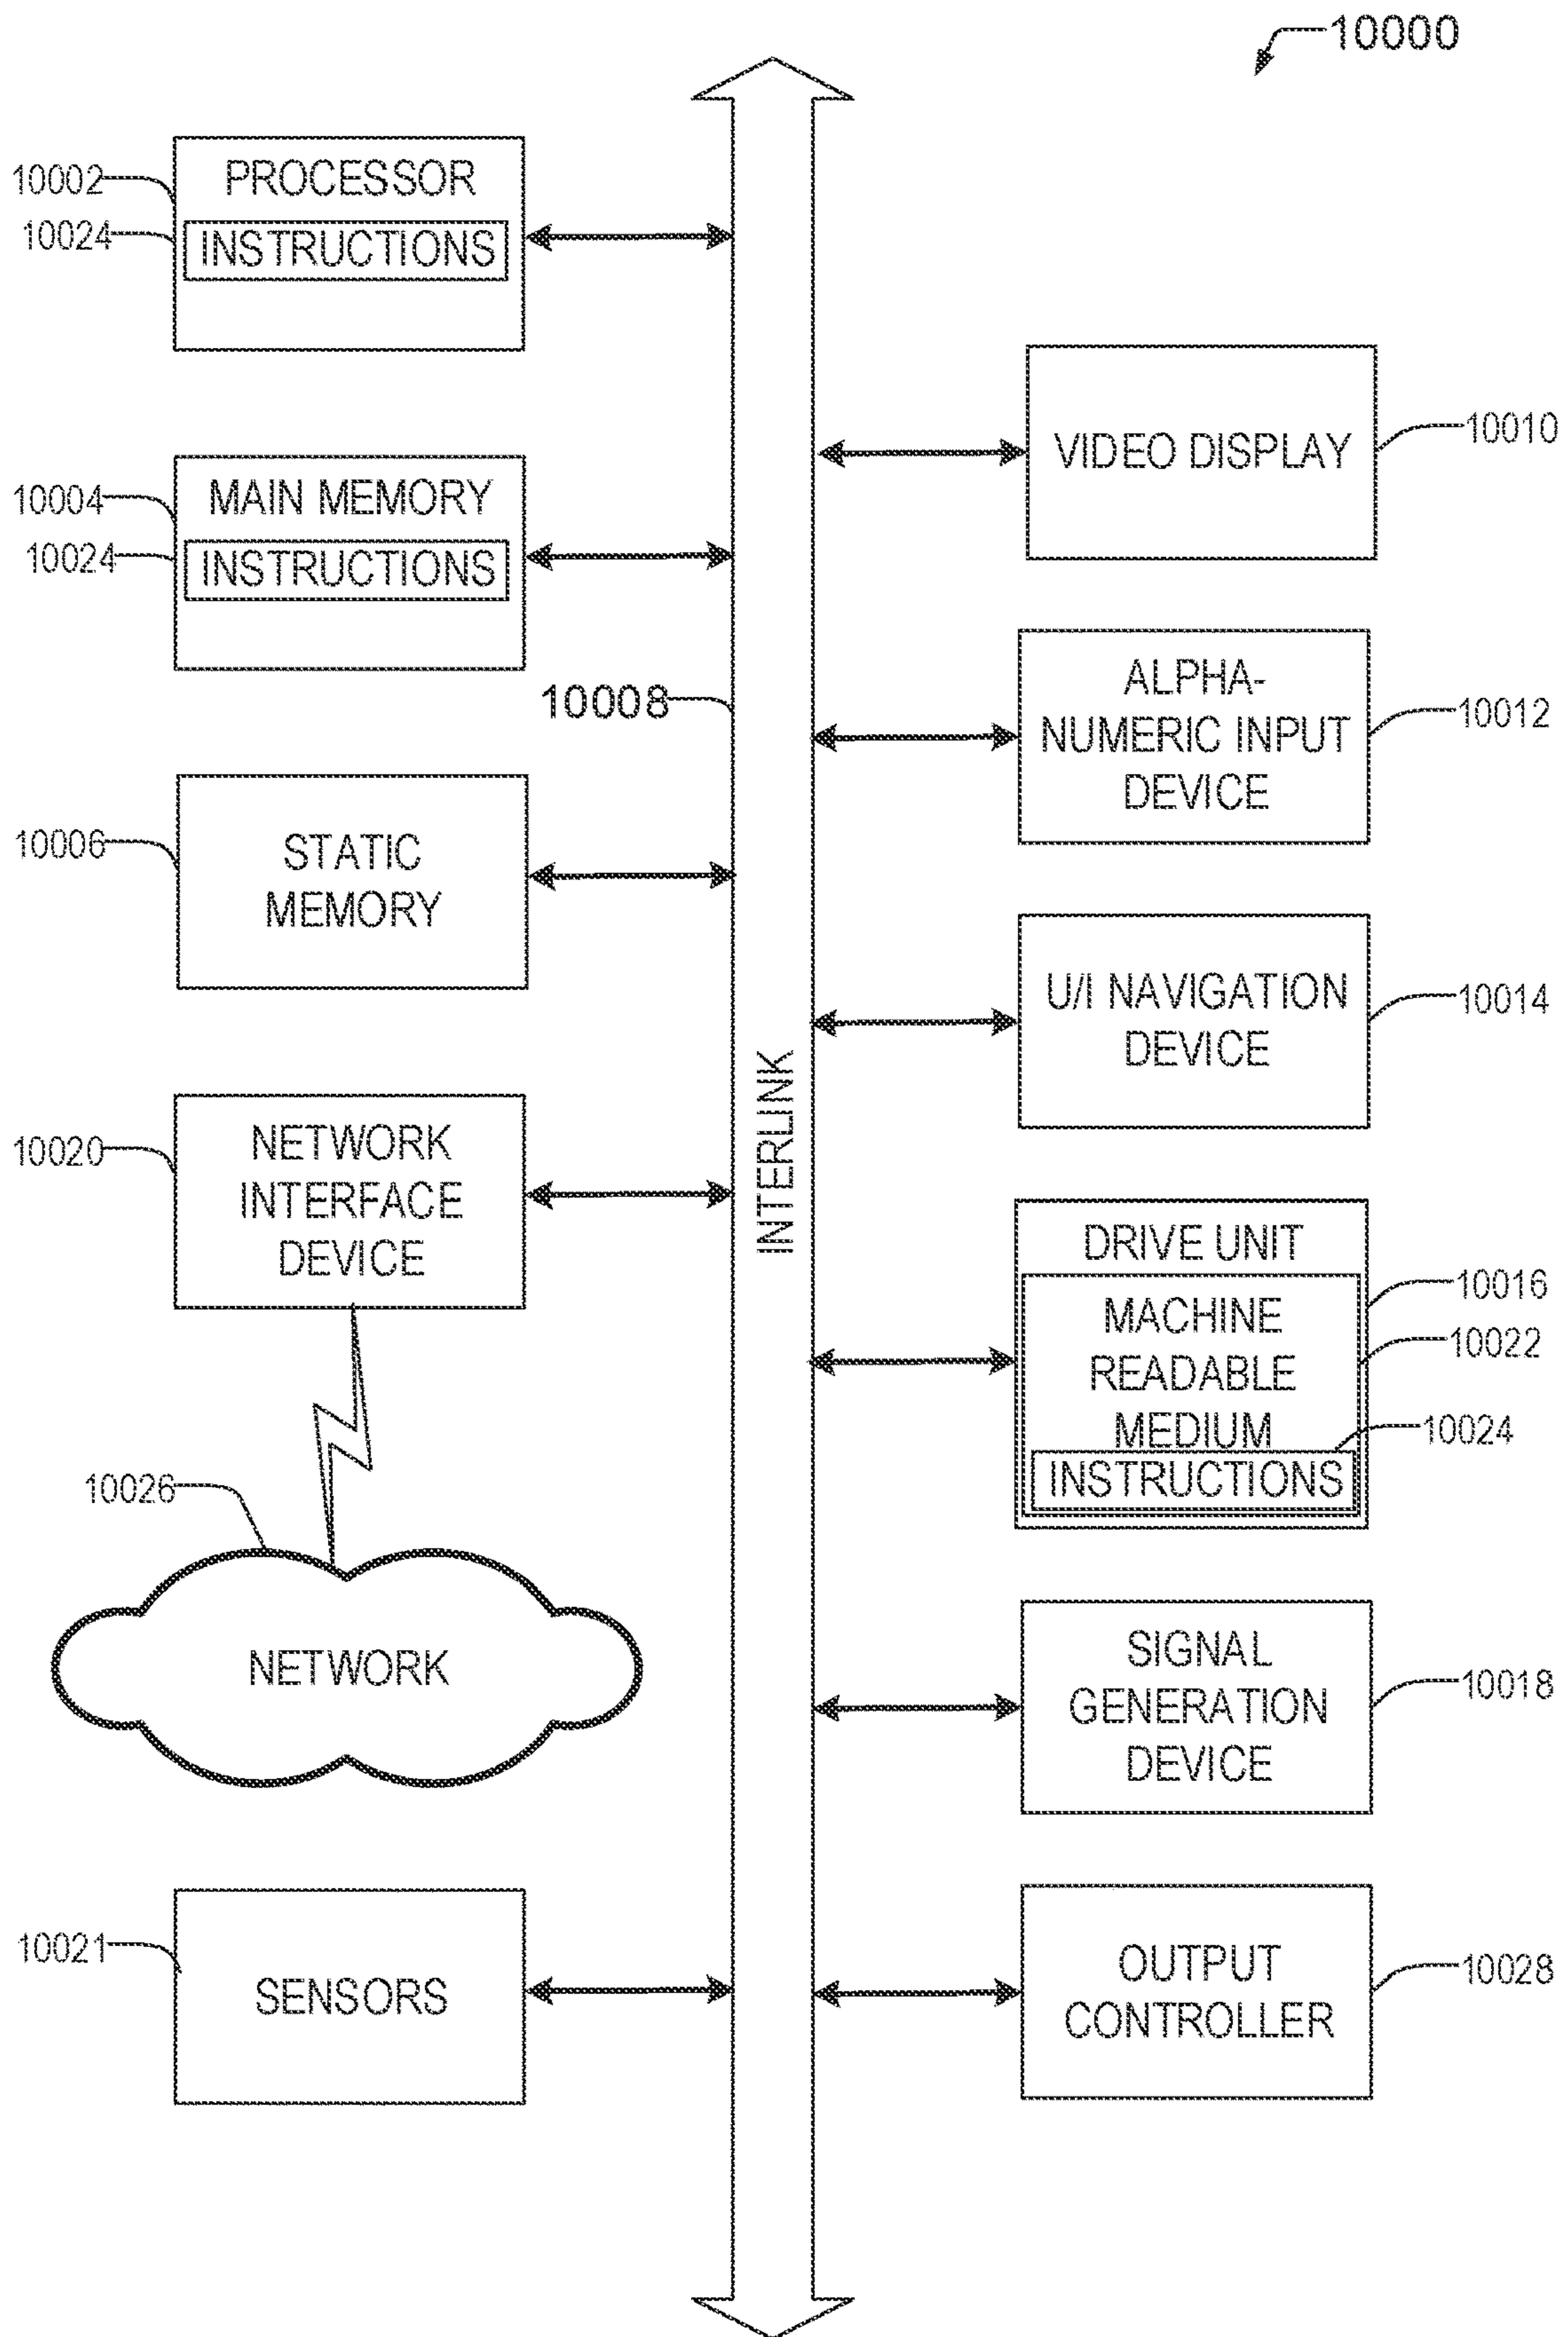 10000
10002
PROCESSOR
10024
INSTRUCTIONS
10004
MAIN MEMORY
10024
INSTRUCTIONS
10008
10006
STATIC
MEMORY
10020
NETWORK
INTERFACE
DEVICE
10026
NETWORK
10021
SENSORS
INTERLINK
VIDEO DISPLAY
10010
ALPHA-
NUMERIC INPUT
DEVICE
10012
U/I NAVIGATION
DEVICE
10014
DRIVE UNIT
10016
MACHINE
READABLE
MEDIUM
10022
10024
INSTRUCTIONS
SIGNAL
GENERATION
DEVICE
10018
OUTPUT
CONTROLLER
10028